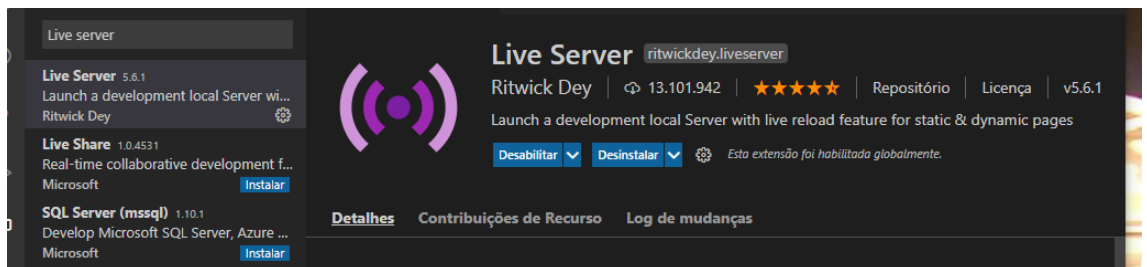 Live server
Live Server 5.6.1
Launch a development local Server wi...
Ritwick Dey
Live Share 1.0.4531
Real-time collaborative development f...
Microsoft Instalar
SQL Server (mssql) 1.10.1
Develop Microsoft SQL Server, Azure ...
Microsoft Instalar
Live Server ritwickdey.liveserver
Ritwick Dey 13.101.942 Repositório Licença v5.6.1
Launch a development local Server with live reload feature for static & dynamic pages
Desabilitar Desinstalar Esta extensão foi habilitada globalmente.
Detalhes Contribuições de Recurso Log de mudanças